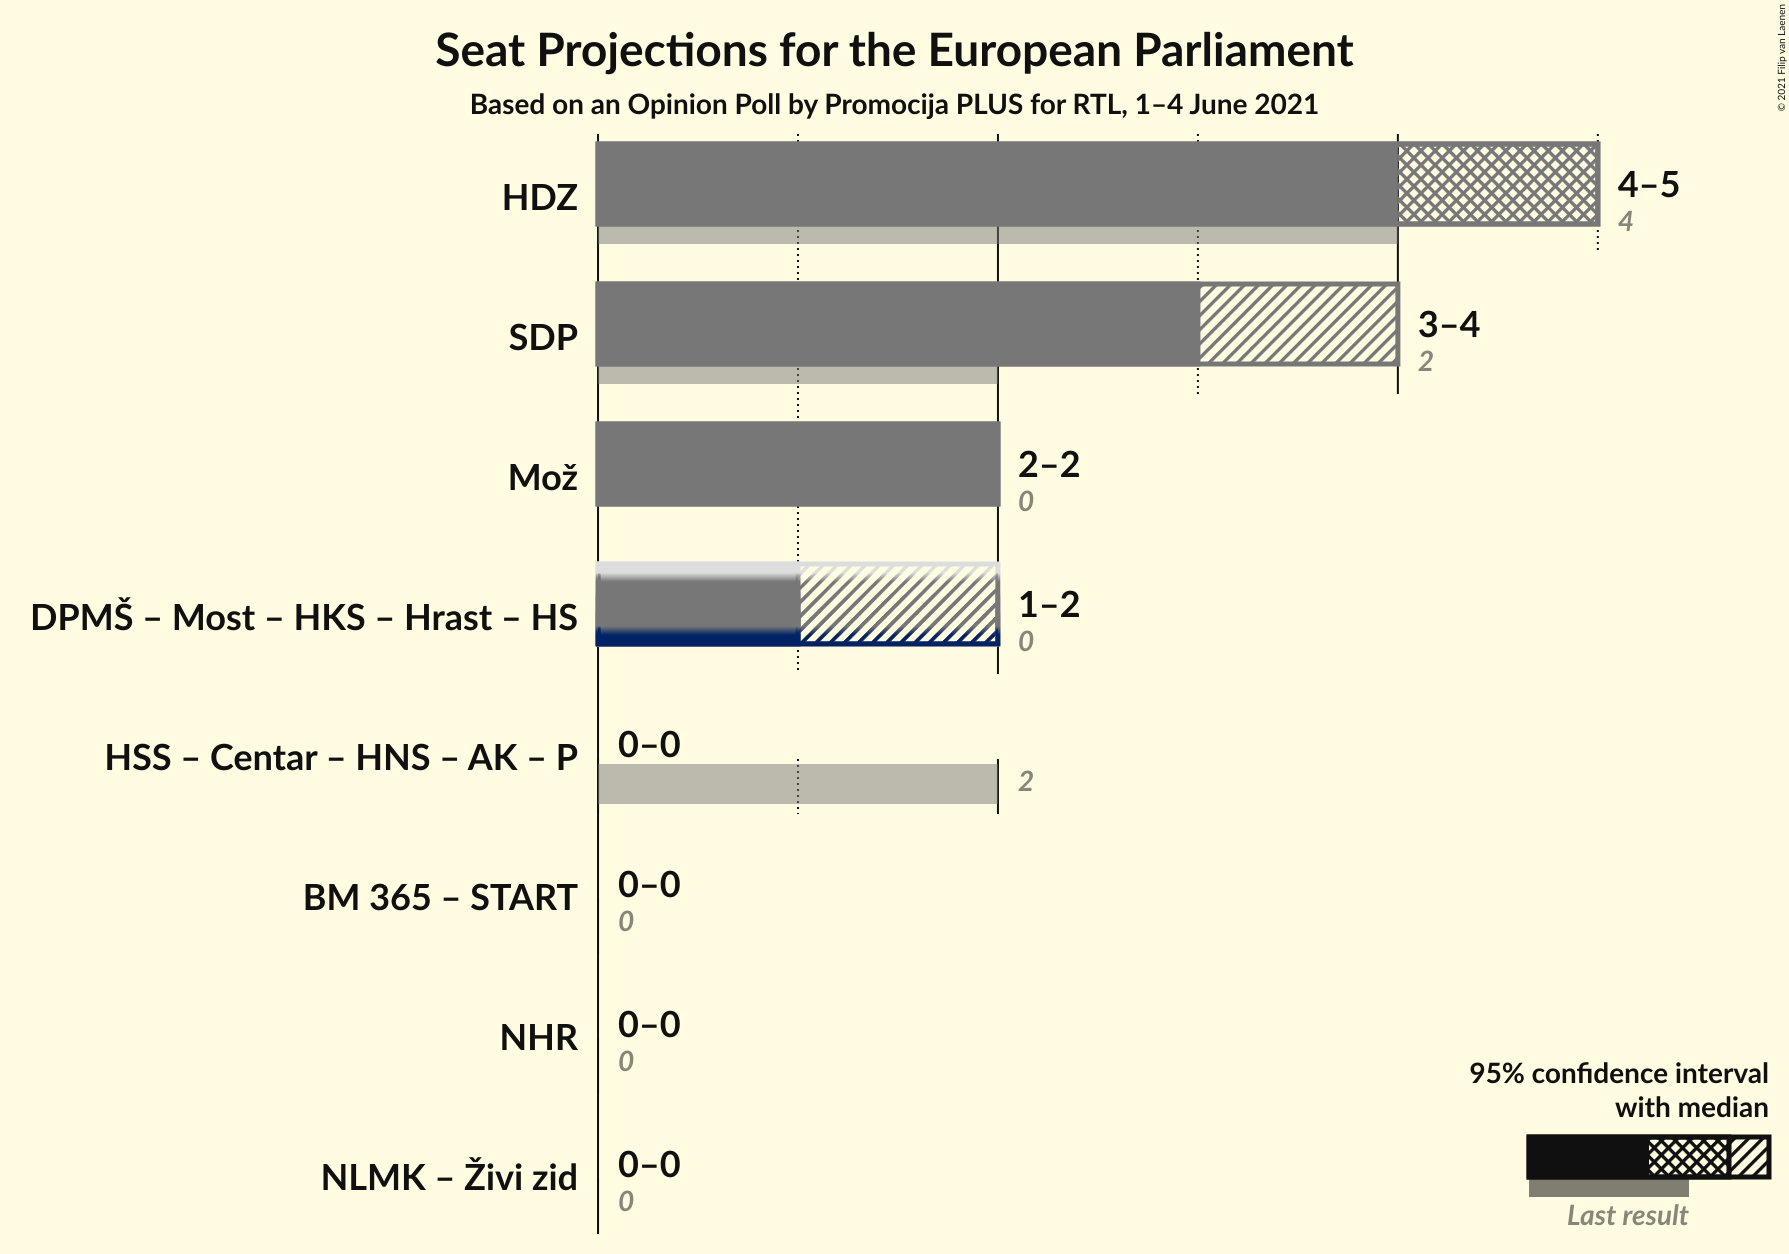 Seat Projections for the European Parliament
Based on an Opinion Poll by Promocija PLUS for RTL, 1–4 June 2021
© 2021 Filip van Laenen
HDZ
4–5
4
SDP
3–4
2
Mož
2–2
0
DPMŠ – Most – HKS – Hrast – HS
1–2
0
HSS – Centar – HNS – AK – P
0–0
2
BM 365 – START
0–0
0
NHR
0–0
0
NLMK – Živi zid
0–0
0
95% confidence interval
with median
Last result